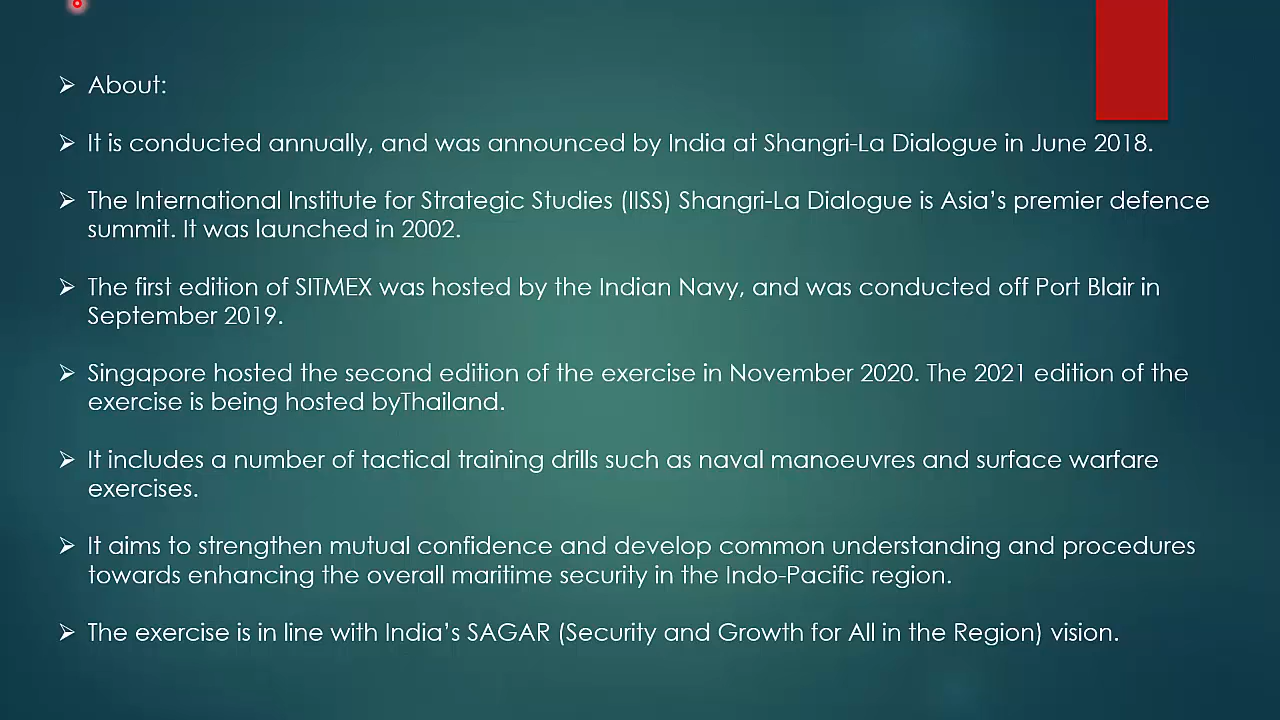 About:
It is conducted annually, and was announced by India at Shangri-La Dialogue in June 2018.
The International Institute for Strategic Studies (IISS) Shangri-La Dialogue is Asia’s premier defence
summit. It was launched in 2002.
The first edition of SITMEX was hosted by the Indian Navy, and was conducted off Port Blair in
September 2019.
Singapore hosted the second edition of the exercise in November 2020. The 2021 edition of the
exercise is being hosted byThailand.
It includes a number of tactical training drills such as naval manoeuvres and surface warfare
exercises.
It aims to strengthen mutual confidence and develop common understanding and procedures
towards enhancing the overall maritime security in the Indo-Pacific region.
The exercise is in line with India’s SAGAR (Security and Growth for All in the Region) vision.